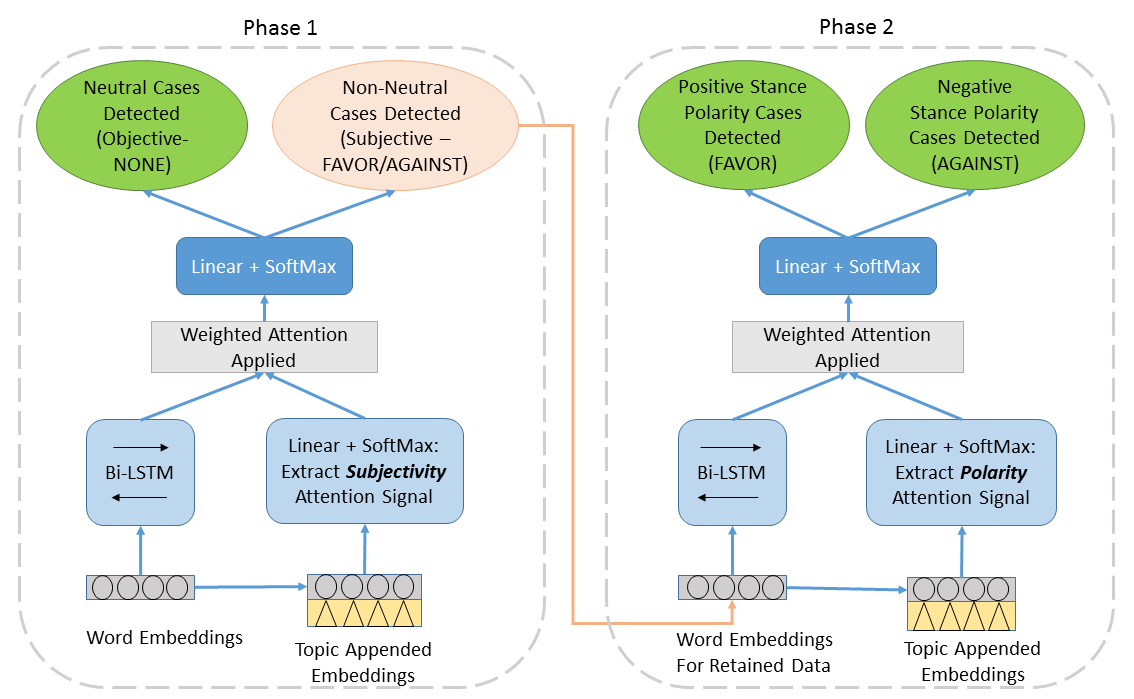 Phase 1
Neutral Cases
Detected
(Objective-
NONE)
Non-Neutral
Cases Detected
(Subjective –
FAVOR/AGAINST)
Linear + SoftMax
Weighted Attention
Applied
Bi-LSTM
Linear + SoftMax:
Extract Subjectivity
Attention Signal
Word Embeddings
Topic Appended
Embeddings
Phase 2
Positive Stance
Polarity Cases
Detected
(FAVOR)
Negative
Stance Polarity
Cases Detected
(AGAINST)
Linear + SoftMax
Weighted Attention
Applied
Bi-LSTM
Linear + SoftMax:
Extract Polarity
Attention Signal
Word Embeddings
For Retained Data
Topic Appended
Embeddings